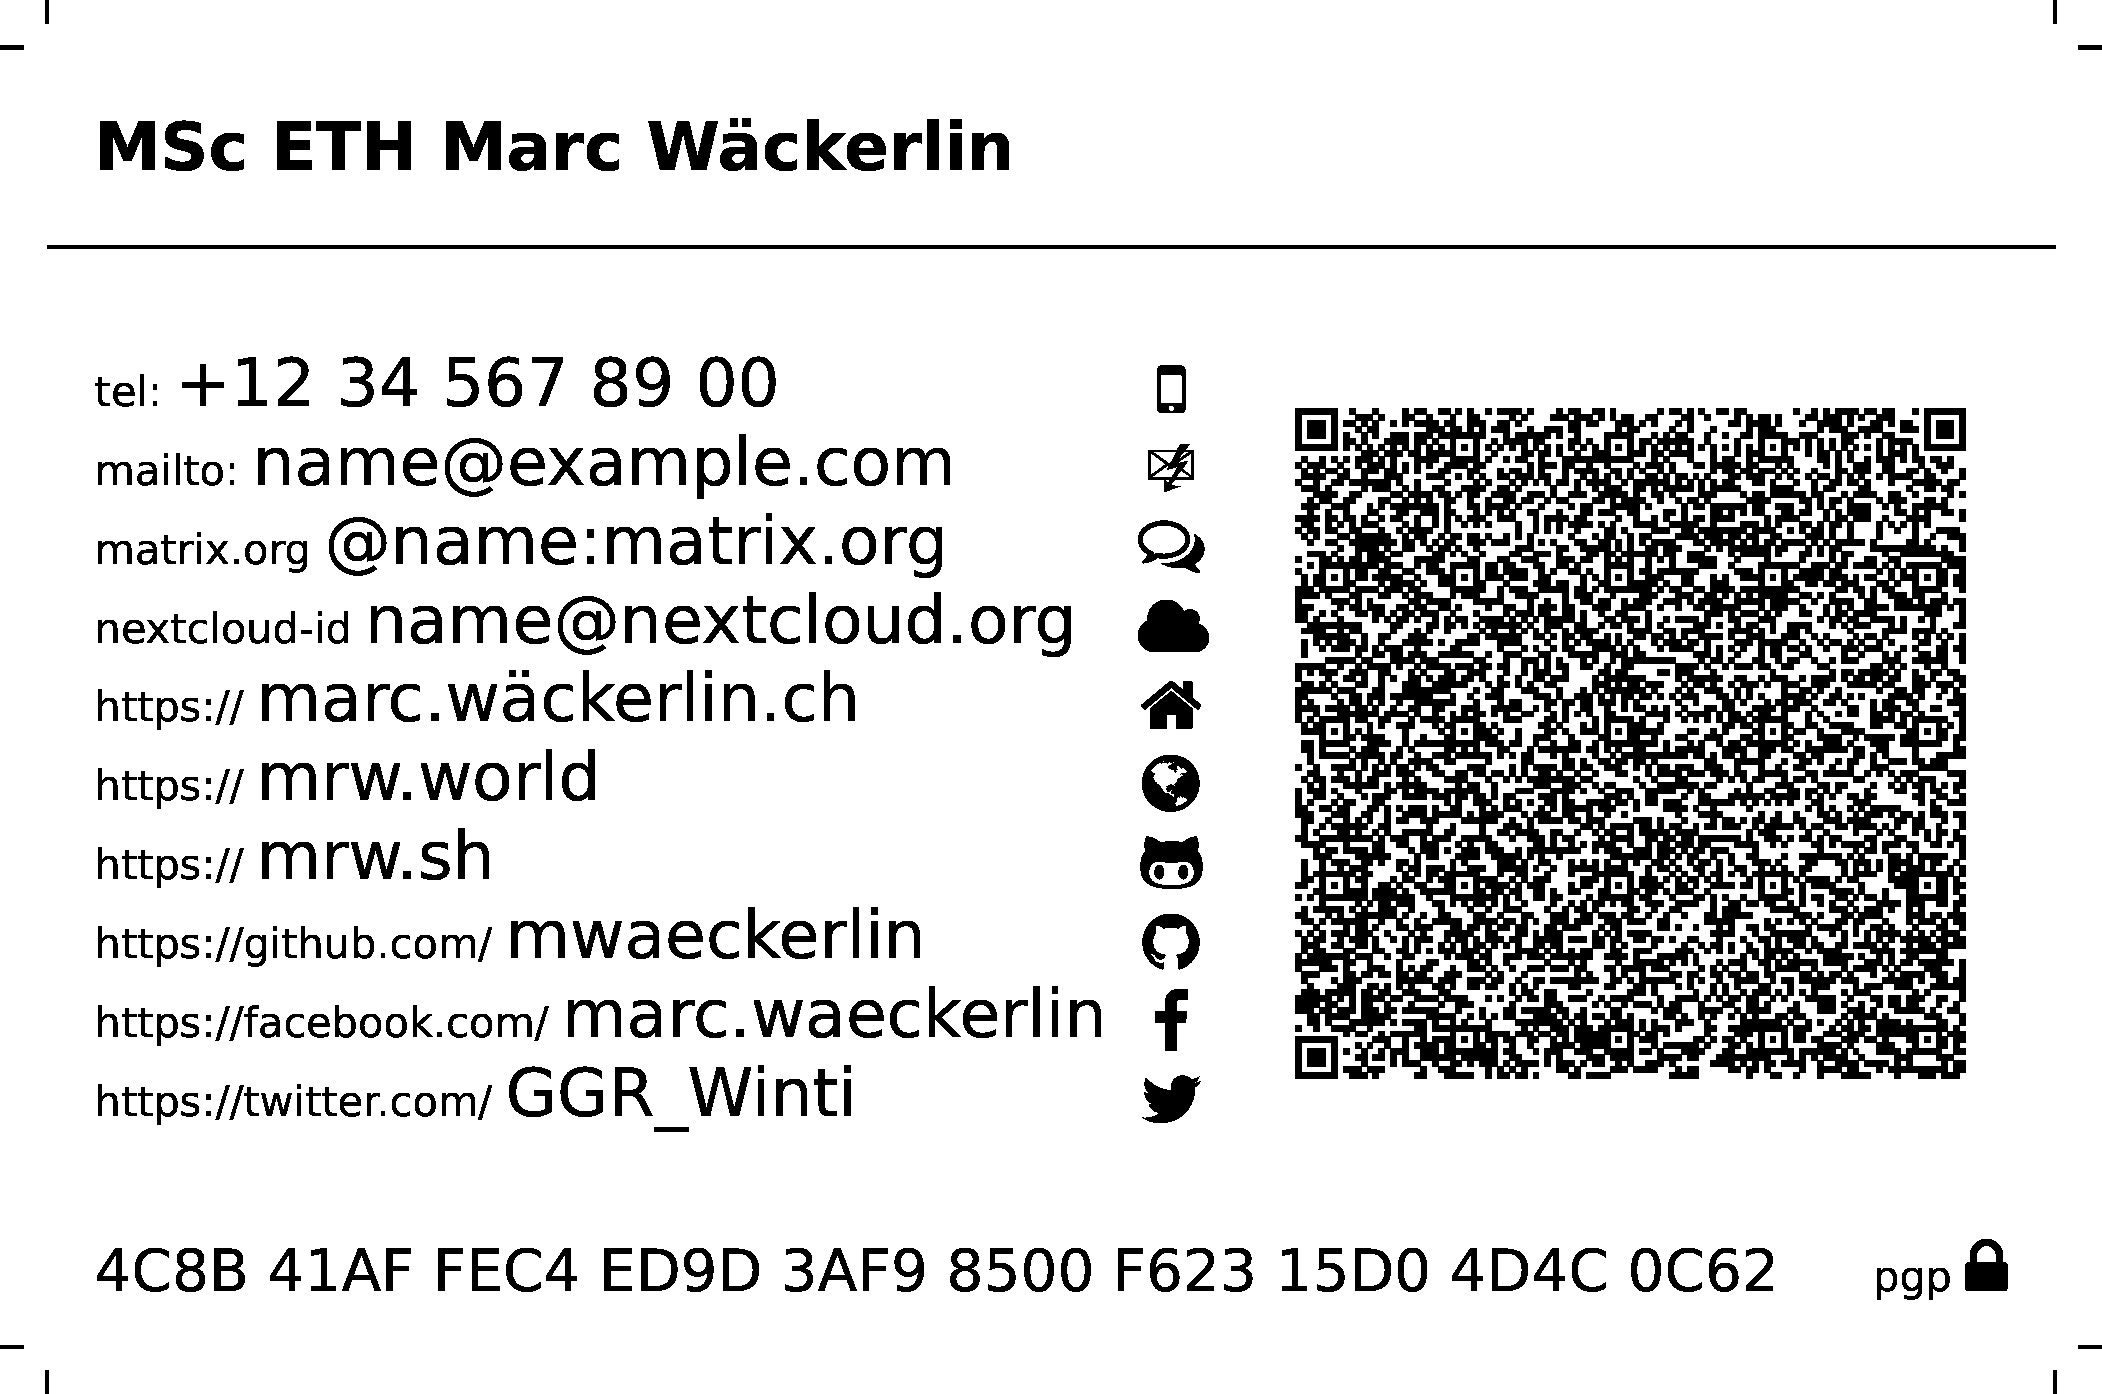 MSc ETH Marc Wäckerlin
tel: +12 34 567 89 00
mailto: name@example.com
matrix.org @name:matrix.org
nextcloud-id name@nextcloud.org
https:// marc.wäckerlin.ch
https:// mrw.world
https:// mrw.sh
https://github.com/ mwaeckerlin
https://facebook.com/ marc.waeckerlin
https://twitter.com/ GGR_Winti
4C8B 41AF FEC4 ED9D 3AF9 8500 F623 15D0 4D4C 0C62 pgp